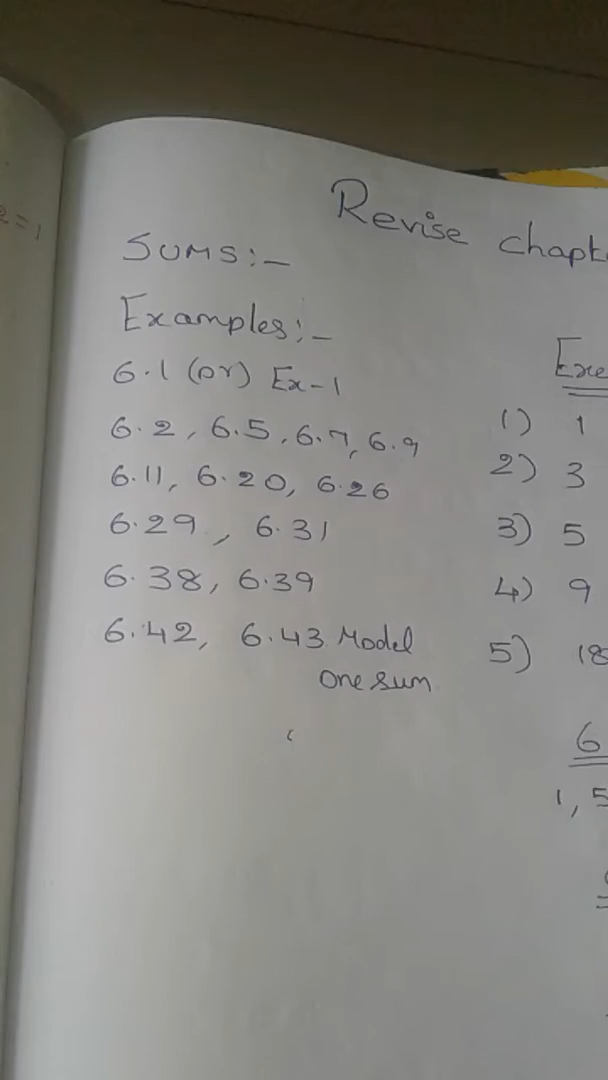 Revise
SUMS:-
Examples:-
6.1 (or) Ex-1
6.2, 6.5, 6.7, 6.9
6.11, 6.20, 6.26
6.29, 6.31
6.38, 6.39
6.42, 6.43 Model
one sum
1) 1
2) 3
3) 5
4) 9
5) 18
6
1, 5
2=1